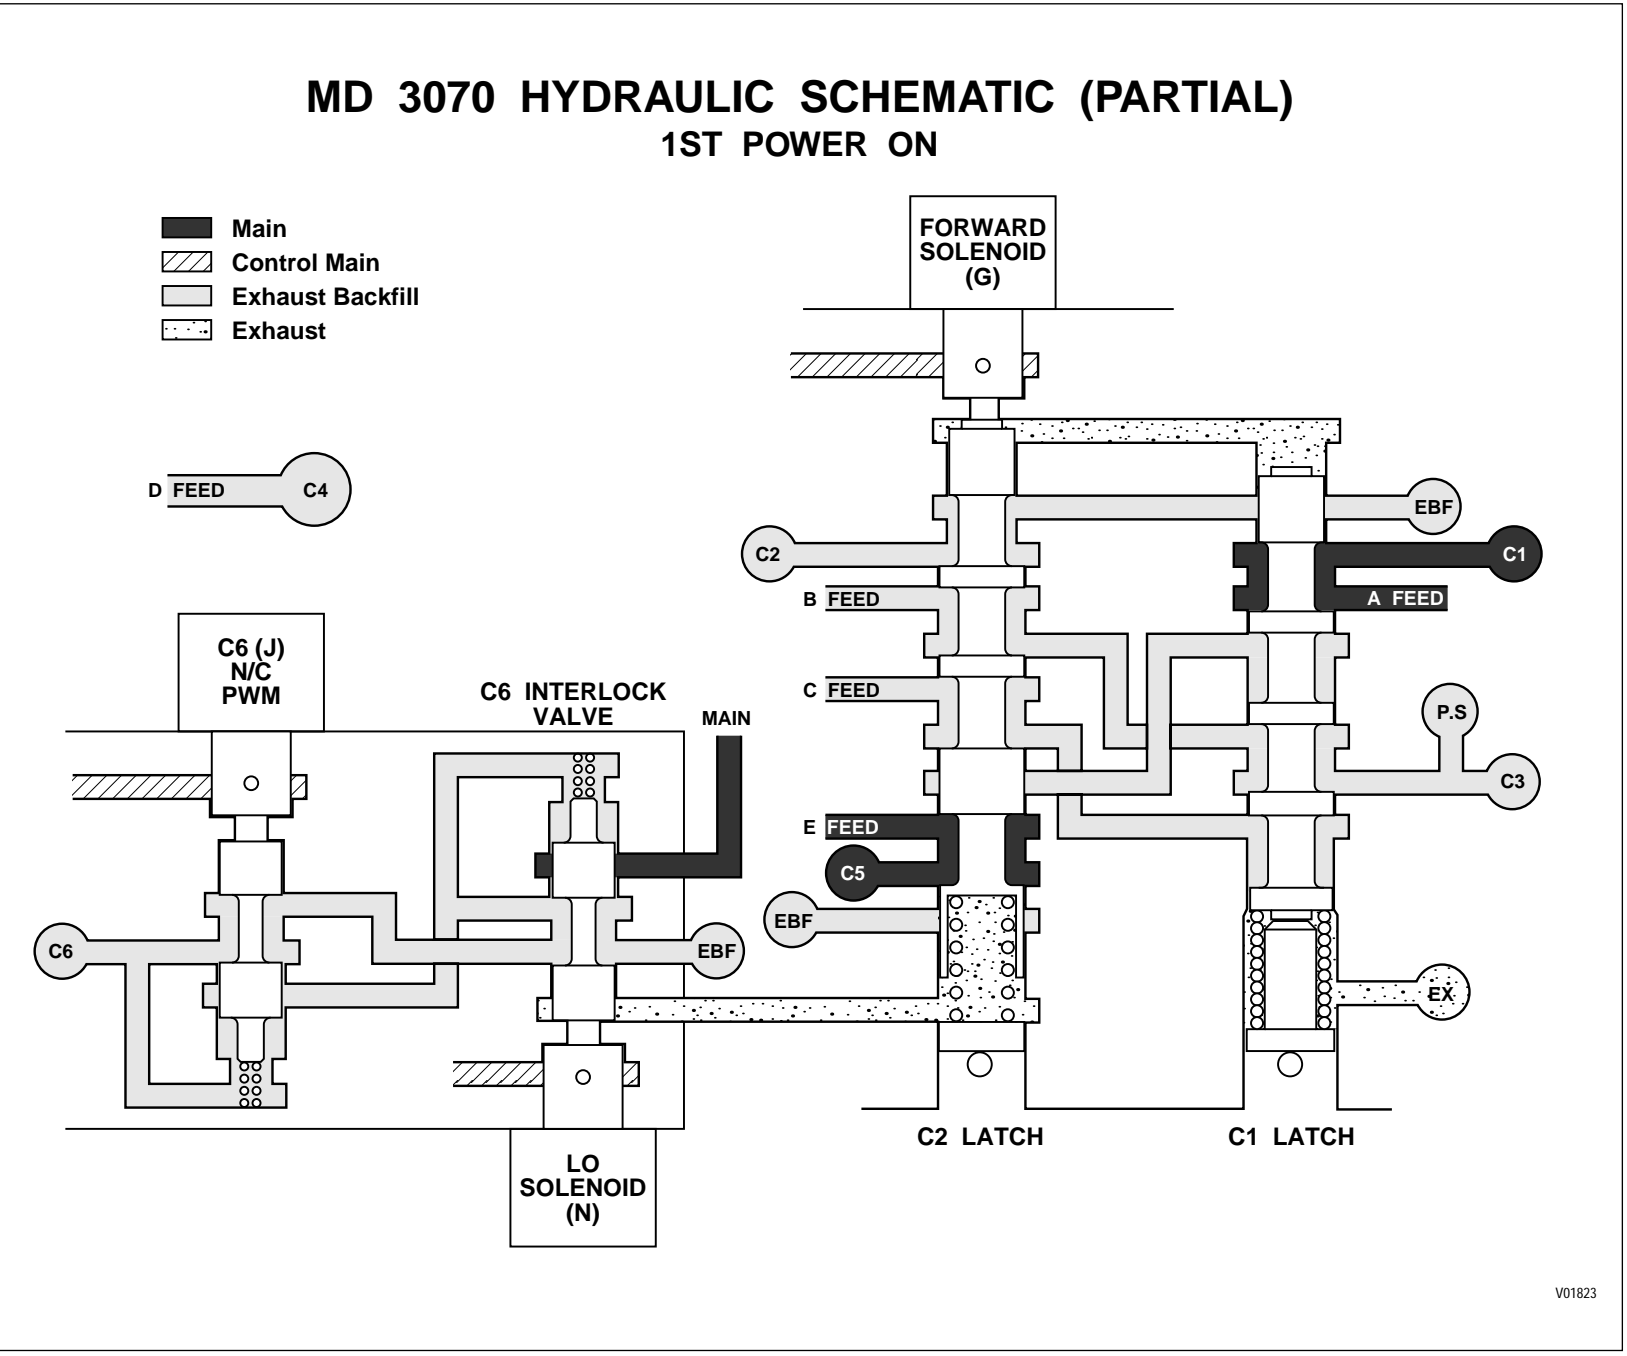 MD 3070 HYDRAULIC SCHEMATIC (PARTIAL)
1ST POWER ON
Main
Control Main
Exhaust Backfill
Exhaust
FORWARD
SOLENOID
(G)
D FEED C4
EBF
C2
C1
B FEED
A FEED
C6 (J)
N/C
PWM
C6 INTERLOCK
VALVE
MAIN
C FEED
P.S
C3
E FEED
C5
EBF
C6
EBF
EX
C2 LATCH
C1 LATCH
LO
SOLENOID
(N)
V01823